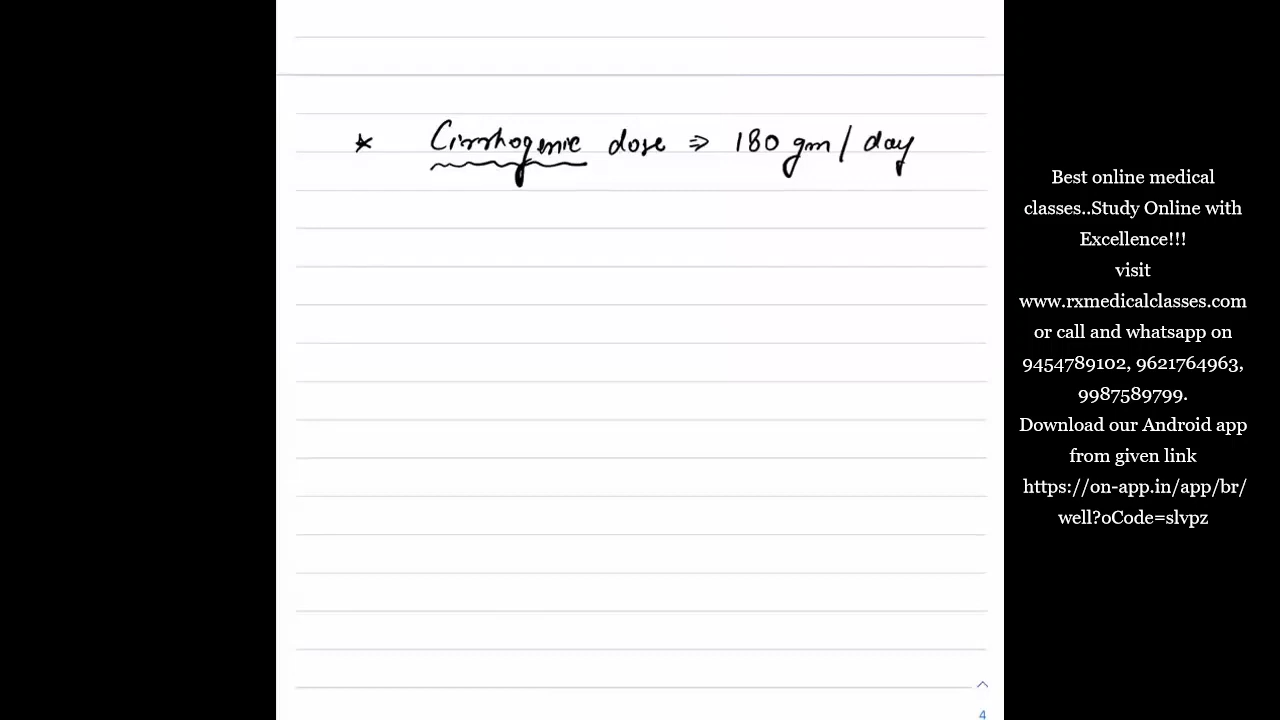 * Cirrhogenic dose ⇒ 180 gm / day
Best online medical
classes..Study Online with
Excellence!!!
visit
www.rxmedicalclasses.com
or call and whatsapp on
9454789102, 9621764963,
9987589799.
Download our Android app
from given link
https://on-app.in/app/br/
well?oCode=slvpz
4